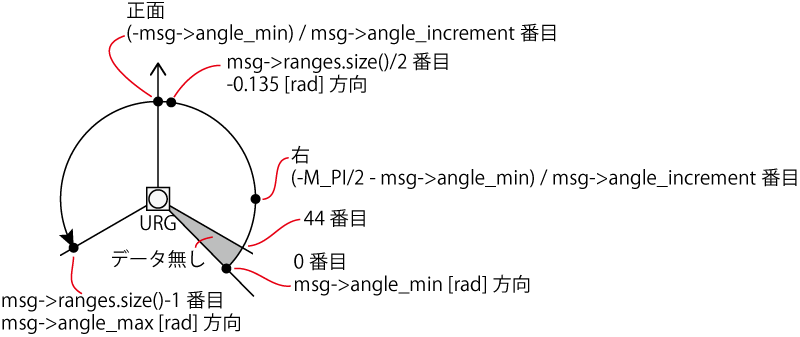 正面
(-msg->angle_min) / msg->angle_increment 番目
msg->ranges.size()/2 番目
-0.135 [rad] 方向
右
(-M_PI/2 - msg->angle_min) / msg->angle_increment 番目
URG
44 番目
データ無し
0 番目
msg->angle_min [rad] 方向
msg->ranges.size()-1 番目
msg->angle_max [rad] 方向